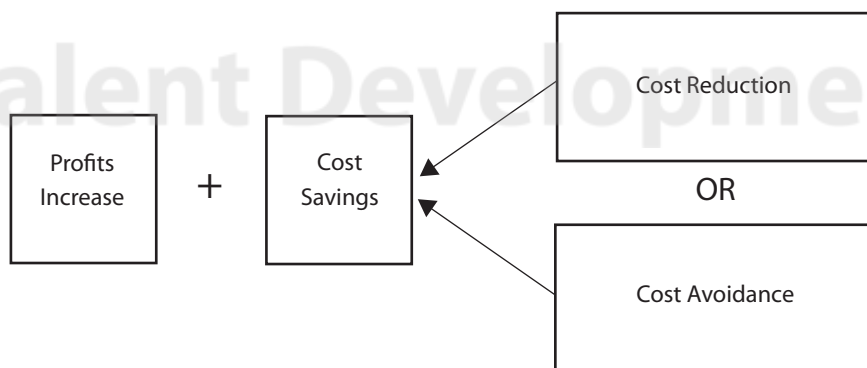 alent Developme
Cost Reduction
Profits
Increase
+
Cost
Savings
OR
Cost Avoidance